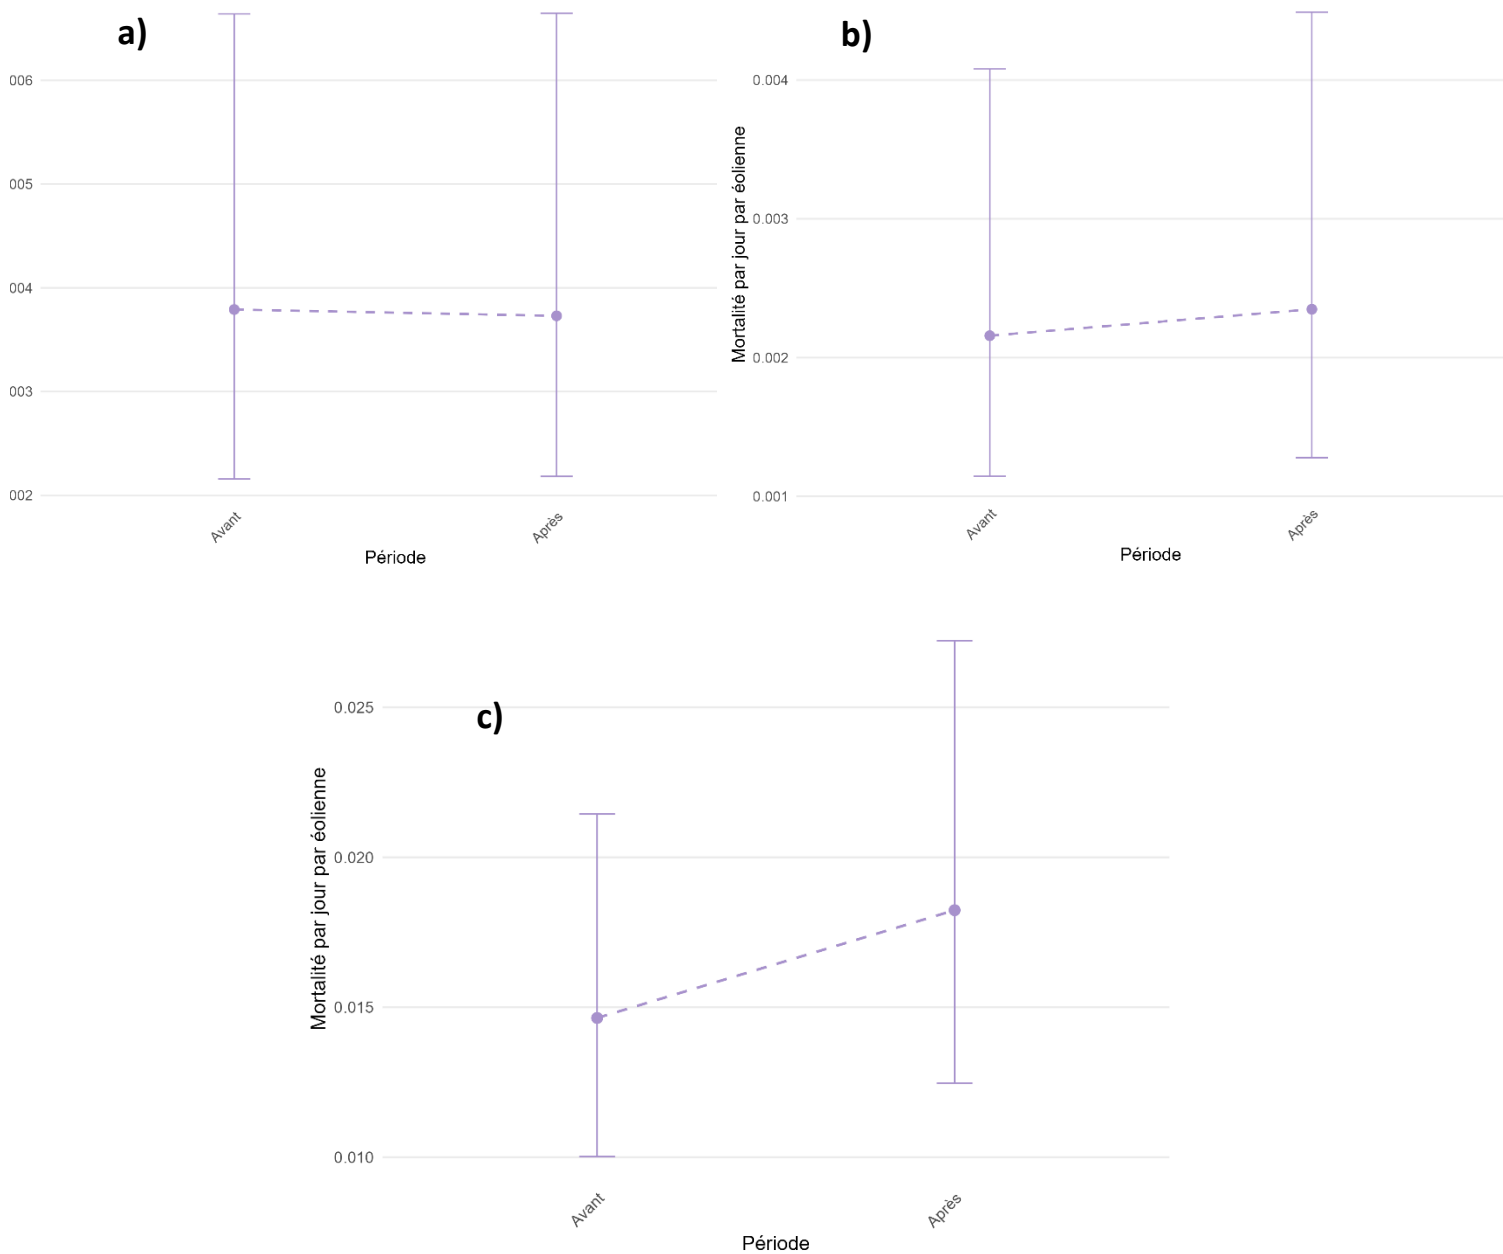 a)
006
005
004
003
002
Avant
Après
Période
b)
Mortalité par jour par éolienne
0.004
0.003
0.002
0.001
Avant
Après
Période
c)
Mortalité par jour par éolienne
0.025
0.020
0.015
0.010
Avant
Après
Période